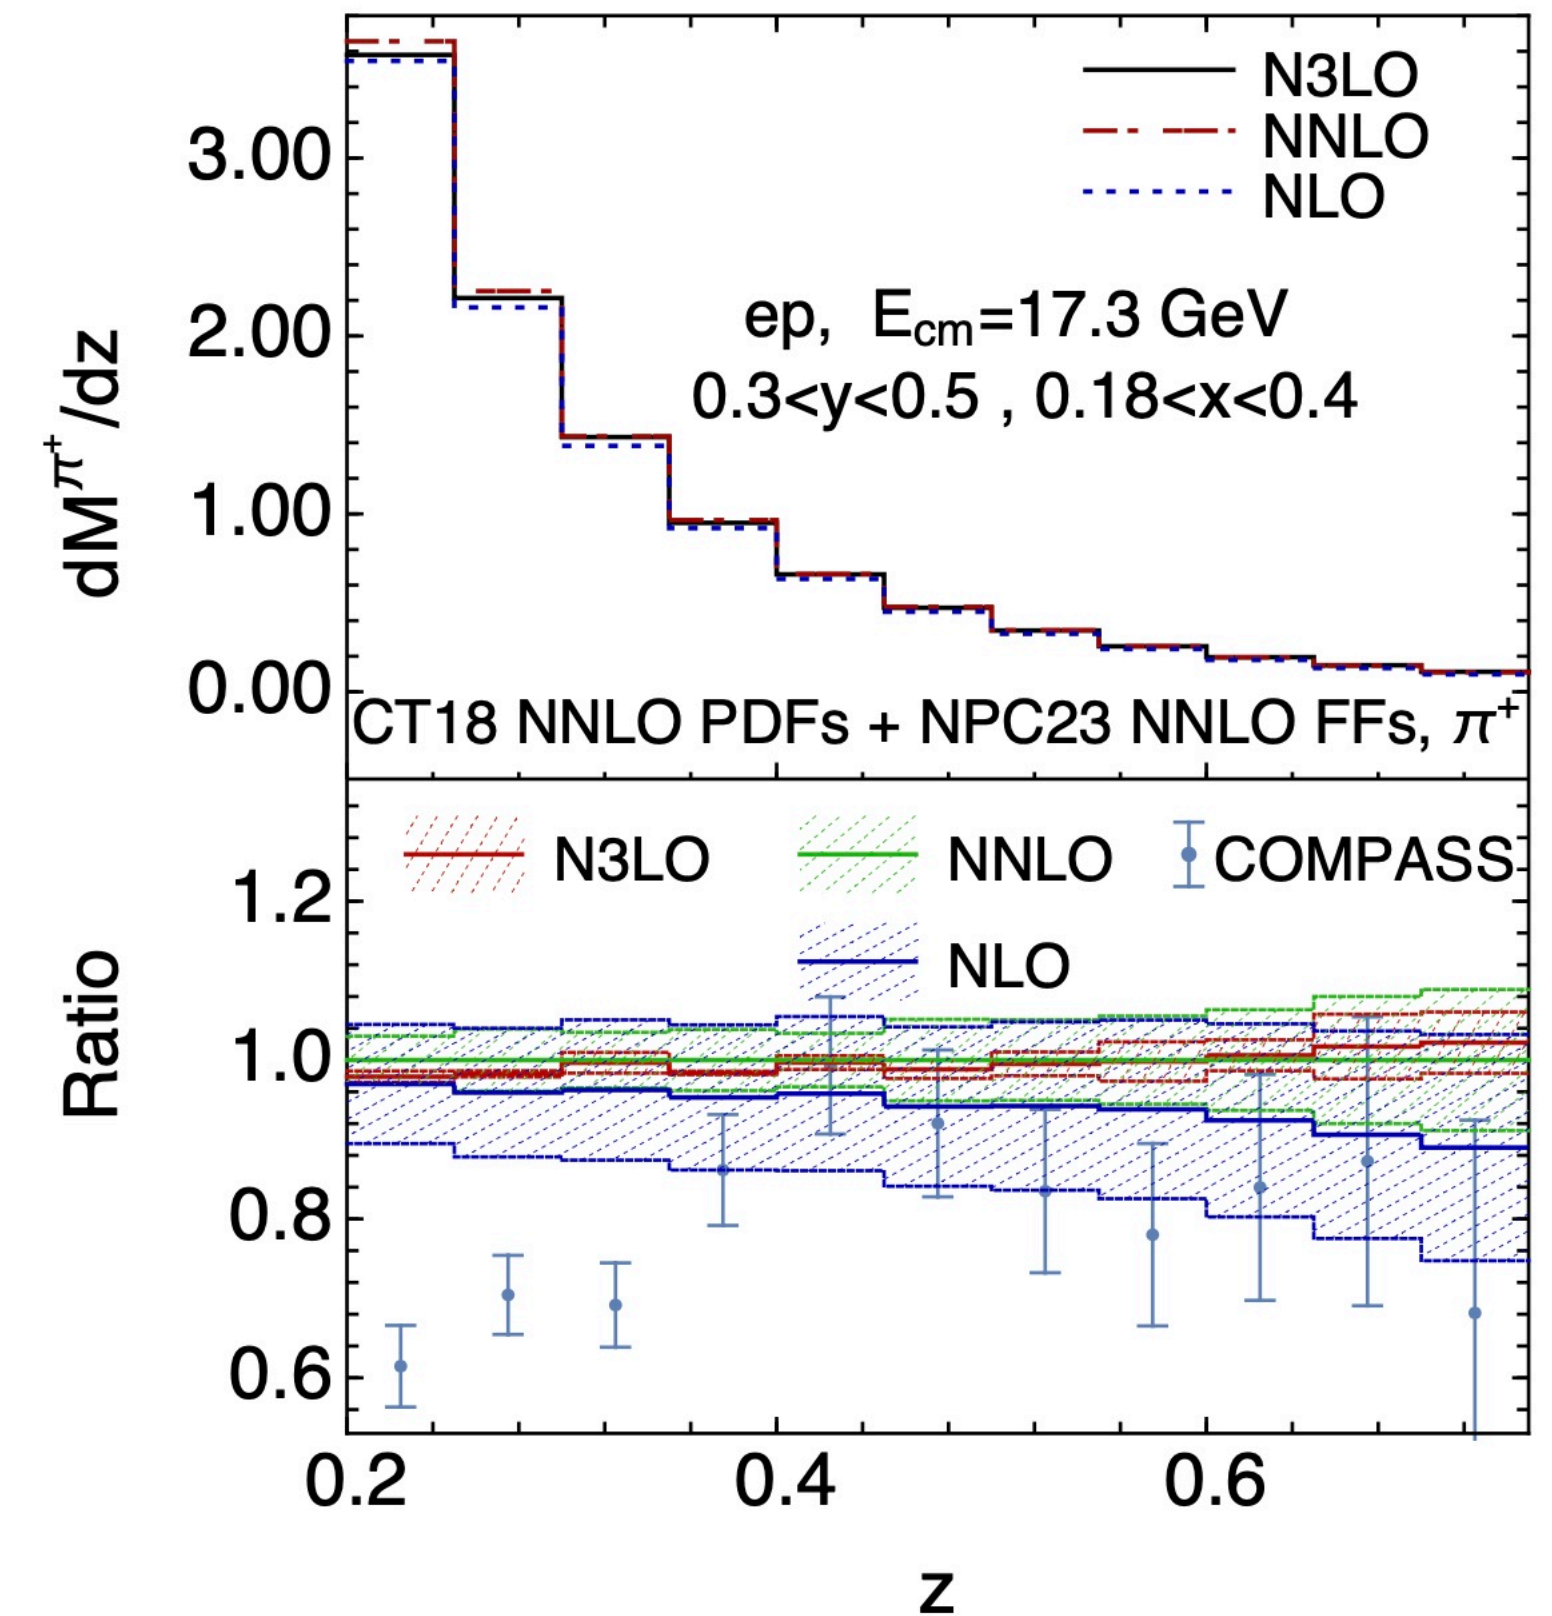 N3LO
NNLO
NLO
3.00
2.00
1.00
0.00
dM^π⁺/dz
ep, E_cm=17.3 GeV
0.3<y<0.5 , 0.18<x<0.4
CT18 NNLO PDFs + NPC23 NNLO FFs, π⁺
N3LO NNLO COMPASS
NLO
1.2
1.0
0.8
0.6
Ratio
0.2 0.4 0.6
z